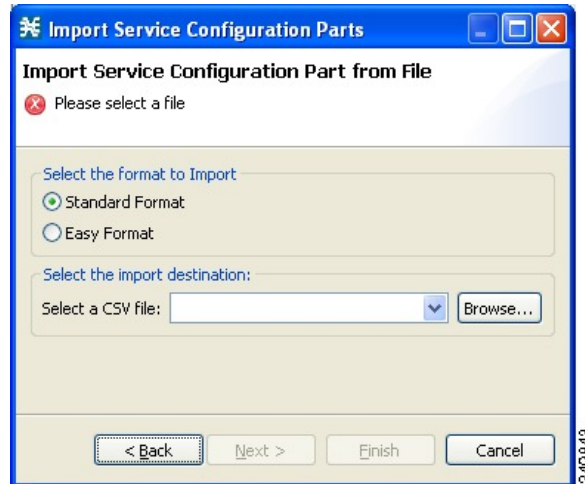 Import Service Configuration Parts
Import Service Configuration Part from File
Please select a file
Select the format to Import
Standard Format
Easy Format
Select the import destination:
Select a CSV file:
Browse...
< Back
Next >
Finish
Cancel